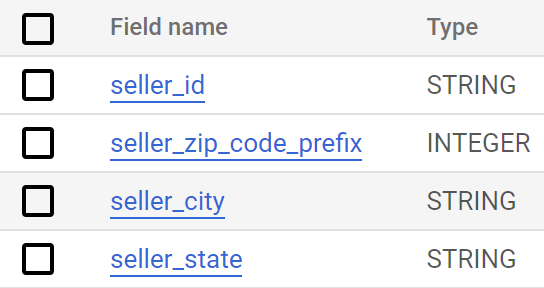 Field name Type
seller_id STRING
seller_zip_code_prefix INTEGER
seller_city STRING
seller_state STRING